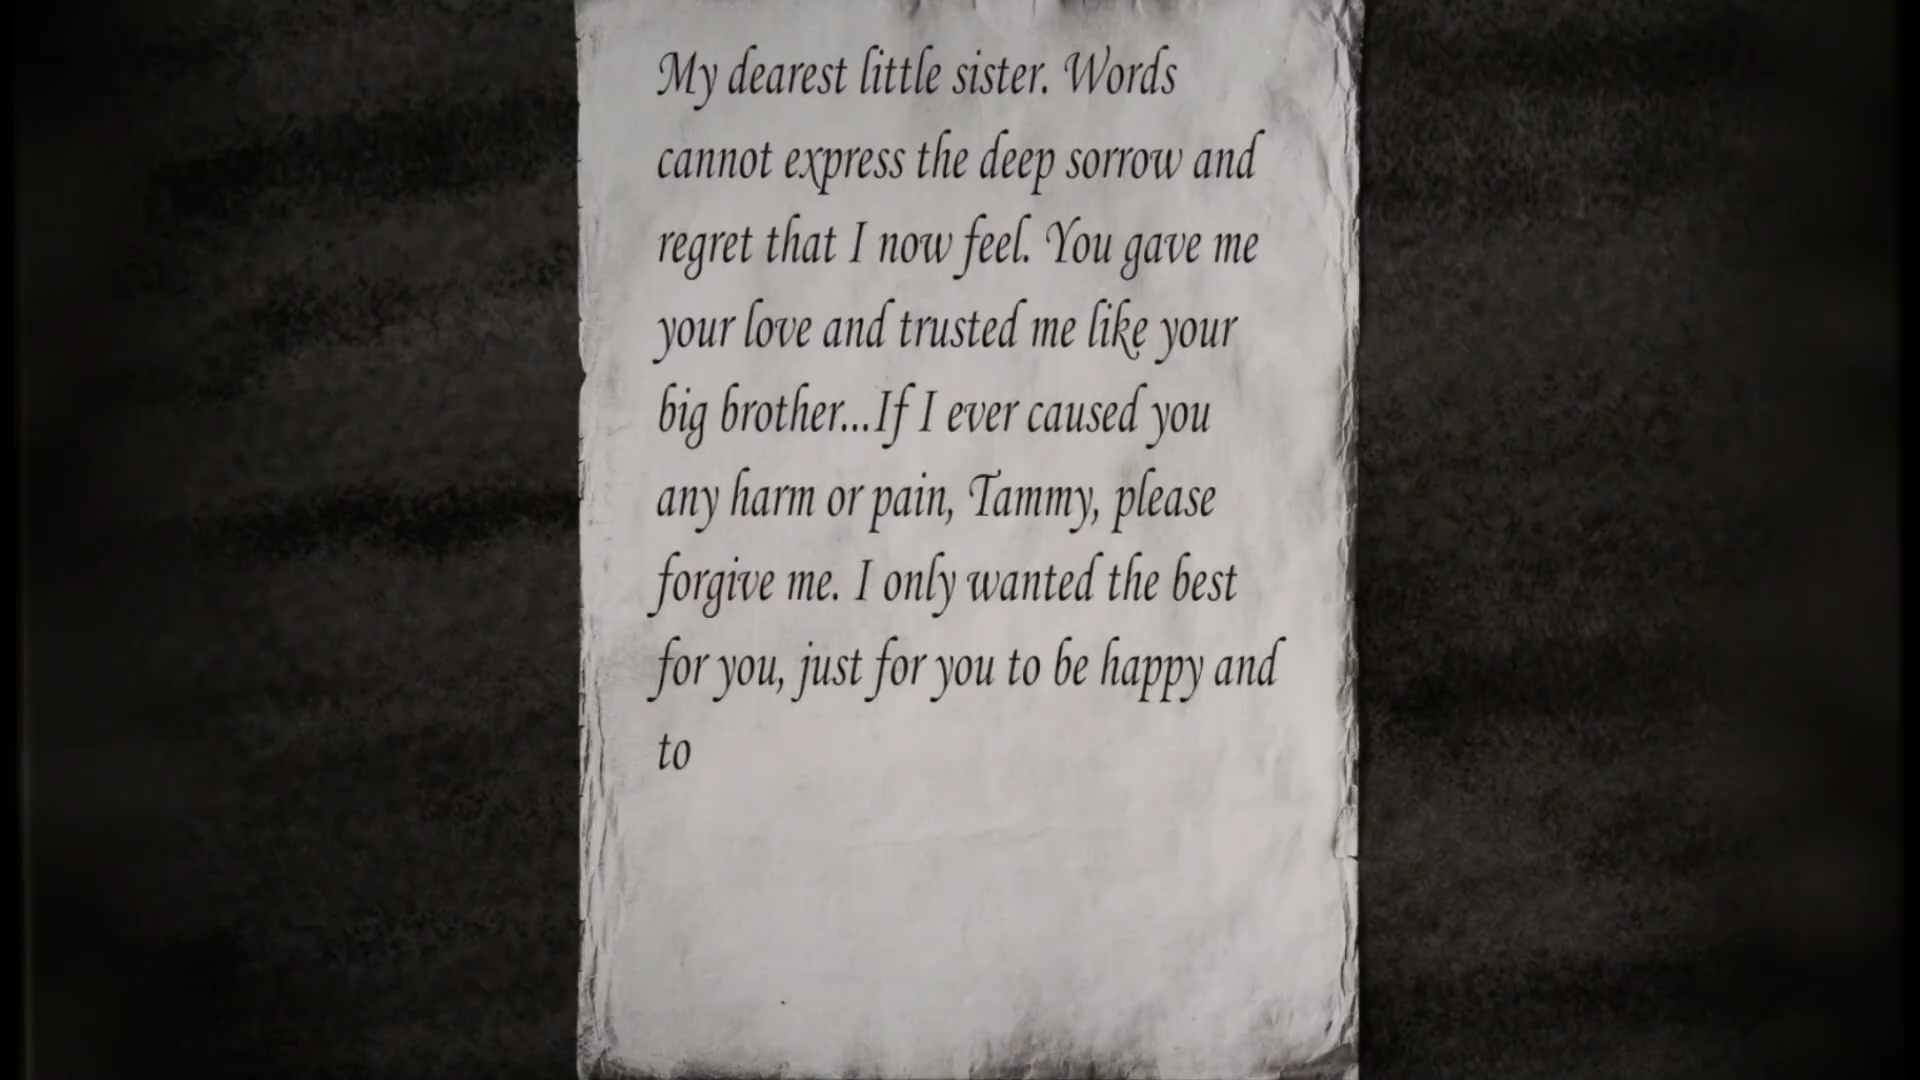 My dearest little sister. Words
cannot express the deep sorrow and
regret that I now feel. You gave me
your love and trusted me like your
big brother...If I ever caused you
any harm or pain, Tammy, please
forgive me. I only wanted the best
for you, just for you to be happy and
to